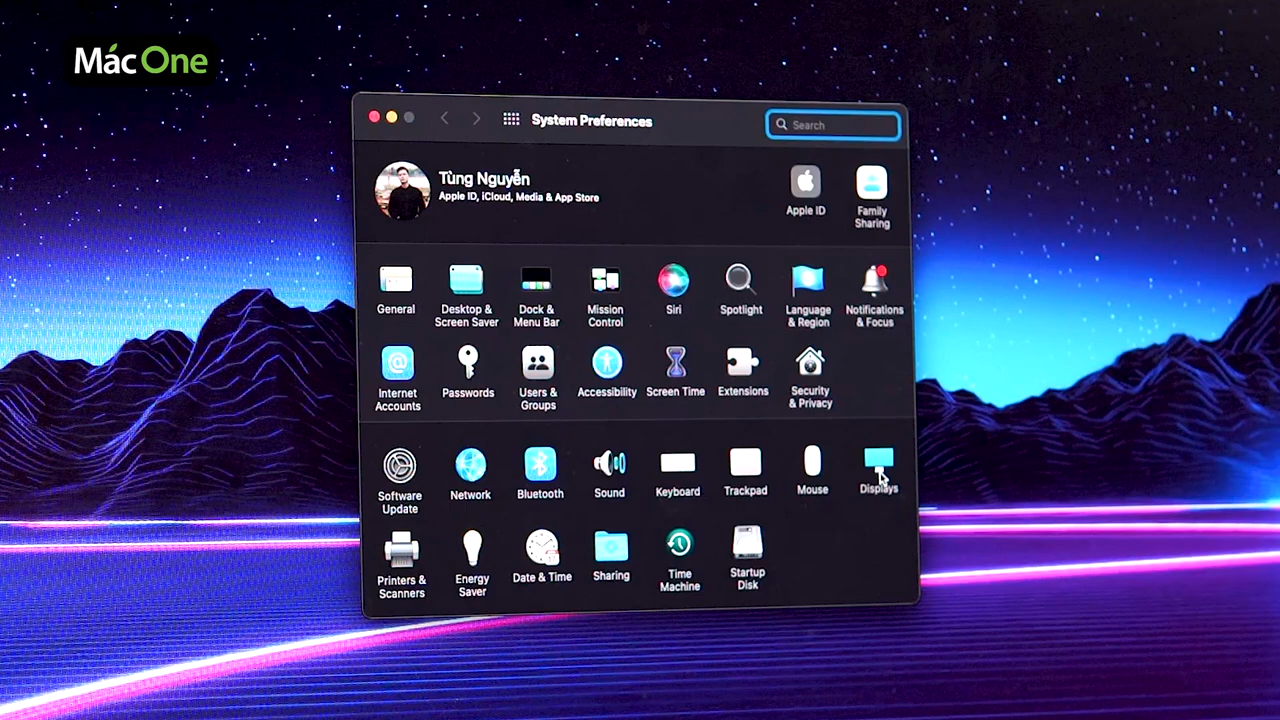 Mác One
System Preferences
Search
Tùng Nguyễn
Apple ID, iCloud, Media & App Store
Apple ID
Family
Sharing
General
Desktop &
Screen Saver
Dock &
Menu Bar
Mission
Control
Siri
Spotlight
Language
& Region
Notifications
& Focus
Internet
Accounts
Passwords
Users &
Groups
Accessibility
Screen Time
Extensions
Security
& Privacy
Software
Update
Network
Bluetooth
Sound
Keyboard
Trackpad
Mouse
Displays
Printers &
Scanners
Energy
Saver
Date & Time
Sharing
Time
Machine
Startup
Disk